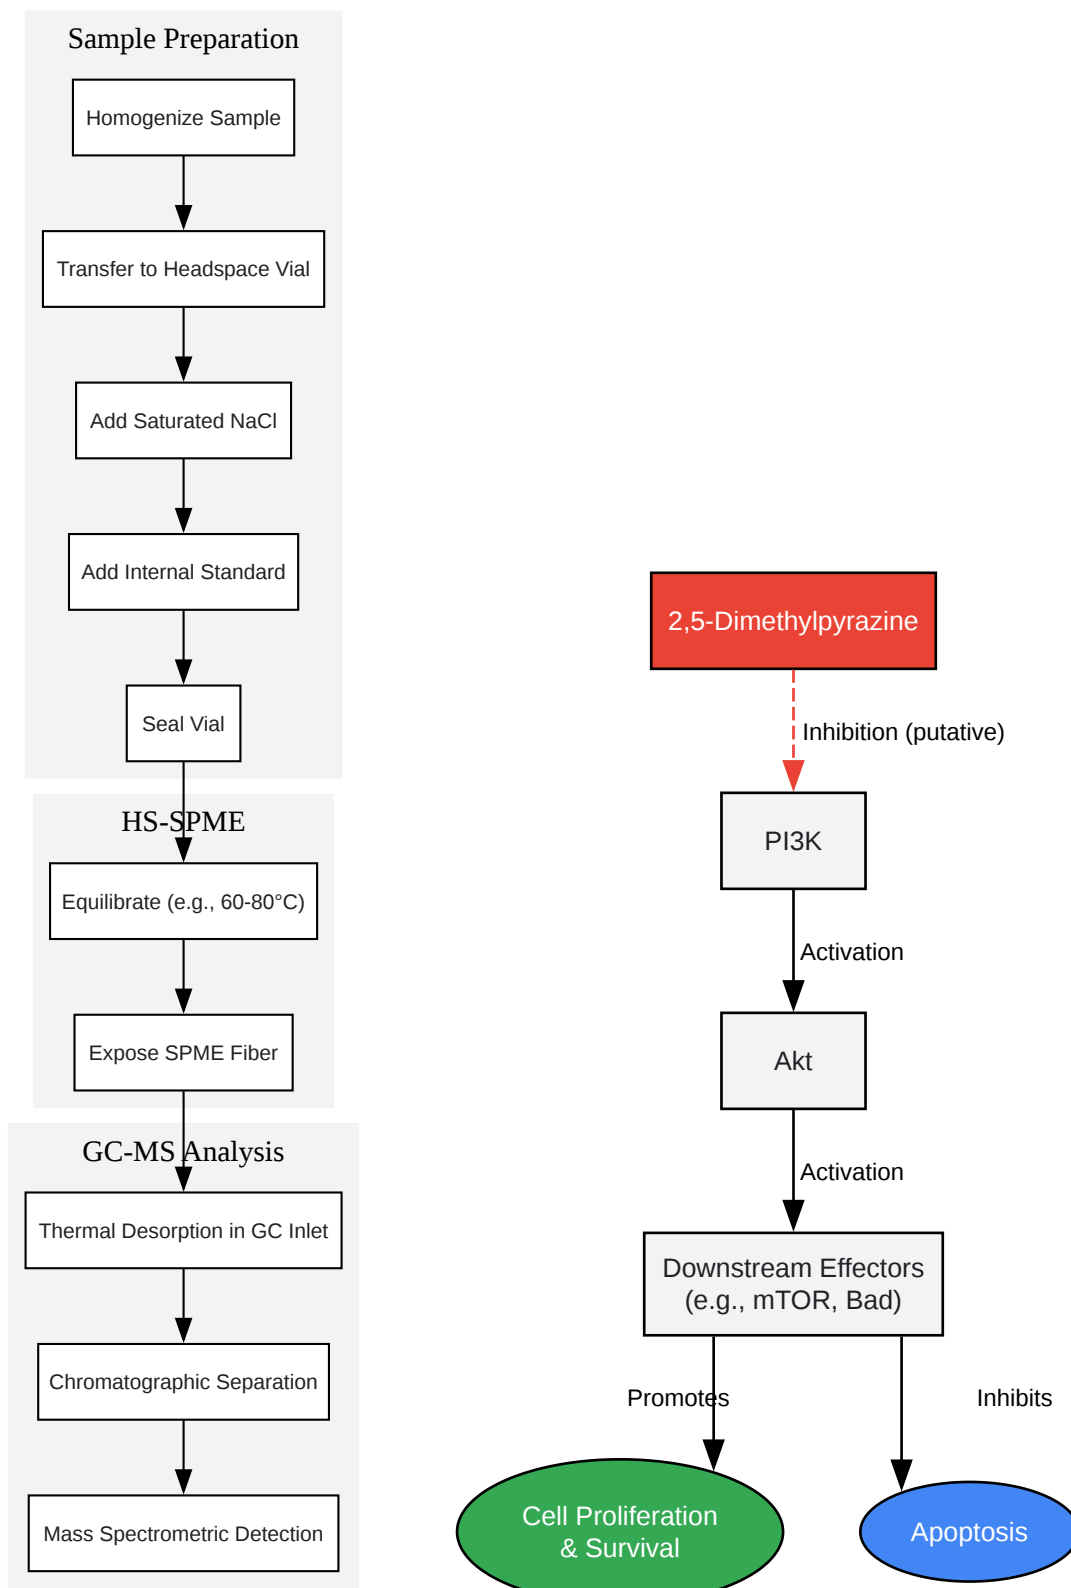 Sample Preparation
Homogenize Sample
Transfer to Headspace Vial
Add Saturated NaCl
Add Internal Standard
Seal Vial
HS-SPME
Equilibrate (e.g., 60-80°C)
Expose SPME Fiber
GC-MS Analysis
Thermal Desorption in GC Inlet
Chromatographic Separation
Mass Spectrometric Detection
2,5-Dimethylpyrazine
Inhibition (putative)
PI3K
Activation
Akt
Activation
Downstream Effectors
(e.g., mTOR, Bad)
Promotes
Inhibits
Cell Proliferation
& Survival
Apoptosis